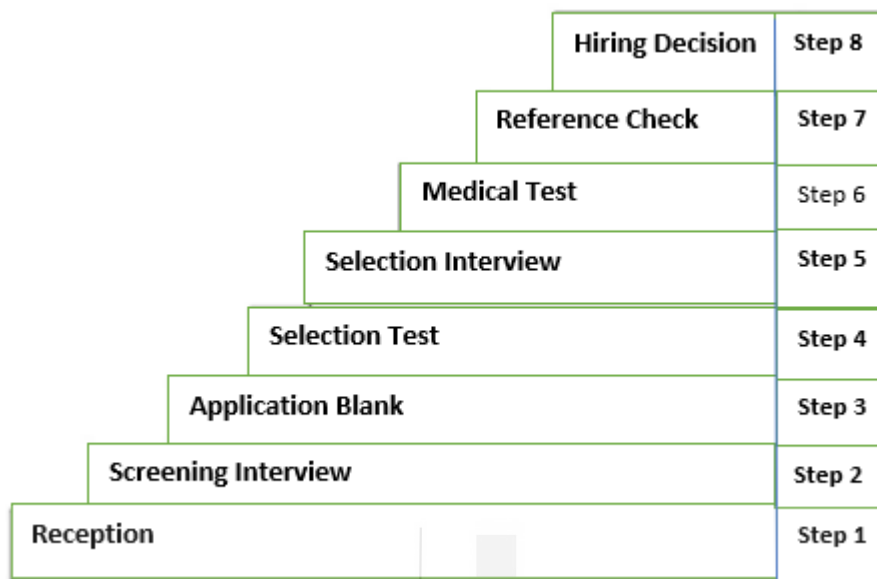 Hiring Decision Step 8
Reference Check Step 7
Medical Test Step 6
Selection Interview Step 5
Selection Test Step 4
Application Blank Step 3
Screening Interview Step 2
Reception Step 1